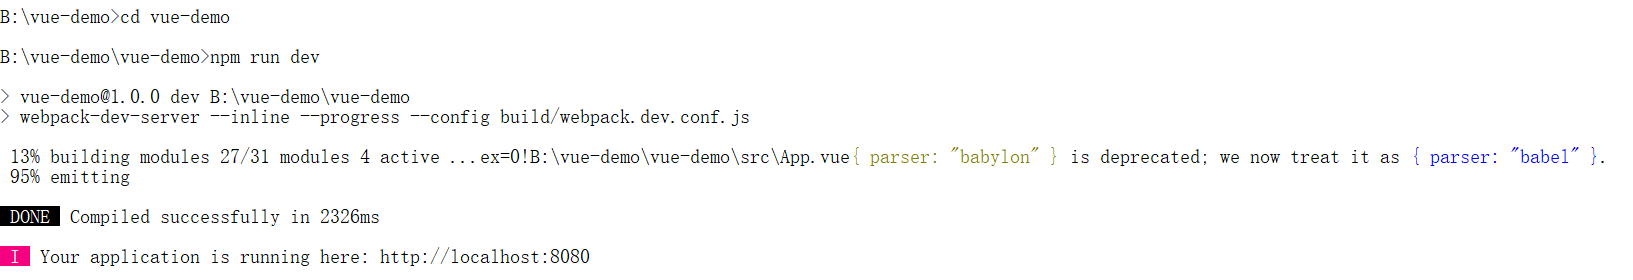 B:\vue-demo>cd vue-demo
B:\vue-demo\vue-demo>npm run dev
> vue-demo@1.0.0 dev B:\vue-demo\vue-demo
> webpack-dev-server --inline --progress --config build/webpack.dev.conf.js
13% building modules 27/31 modules 4 active ...ex=0!B:\vue-demo\vue-demo\src\App.vue{ parser: "babylon" } is deprecated; we now treat it as { parser: "babel" }.
95% emitting
DONE Compiled successfully in 2326ms
I Your application is running here: http://localhost:8080